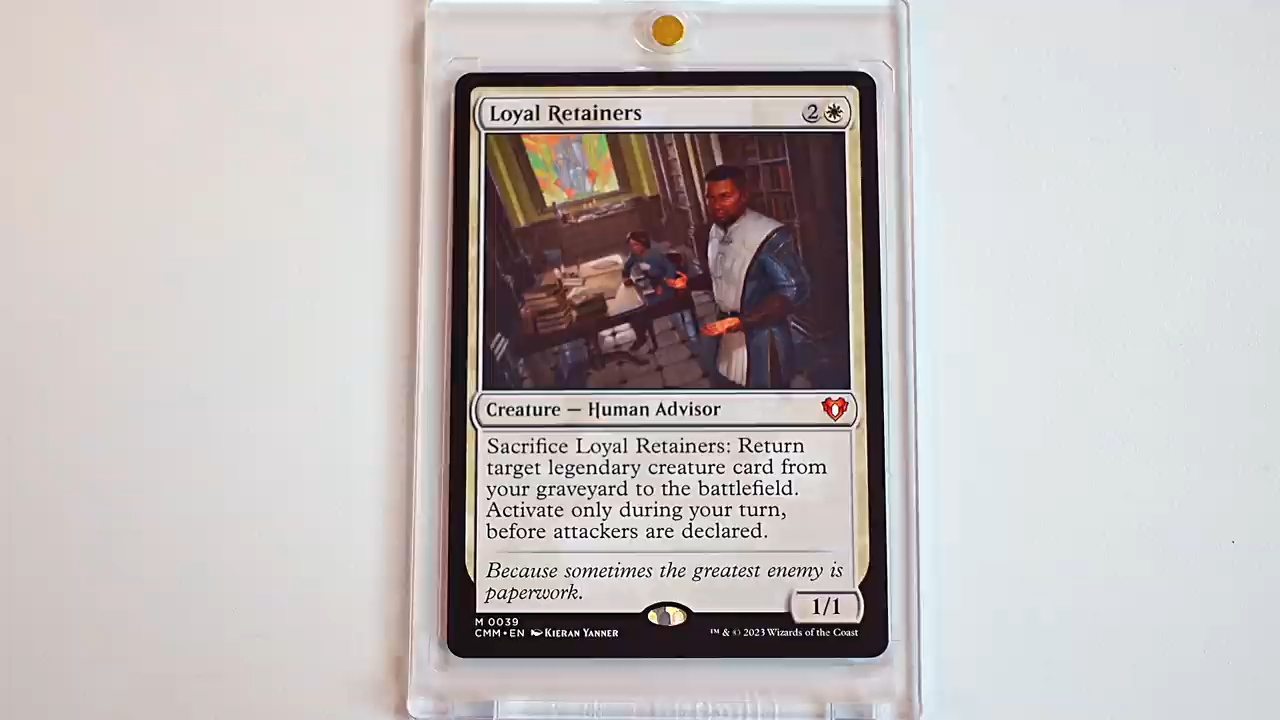 Loyal Retainers 2
Creature — Human Advisor
Sacrifice Loyal Retainers: Return
target legendary creature card from
your graveyard to the battlefield.
Activate only during your turn,
before attackers are declared.
Because sometimes the greatest enemy is
paperwork.
1/1
M 0039
CMM • EN KIERAN YANNER
™ & © 2023 Wizards of the Coast